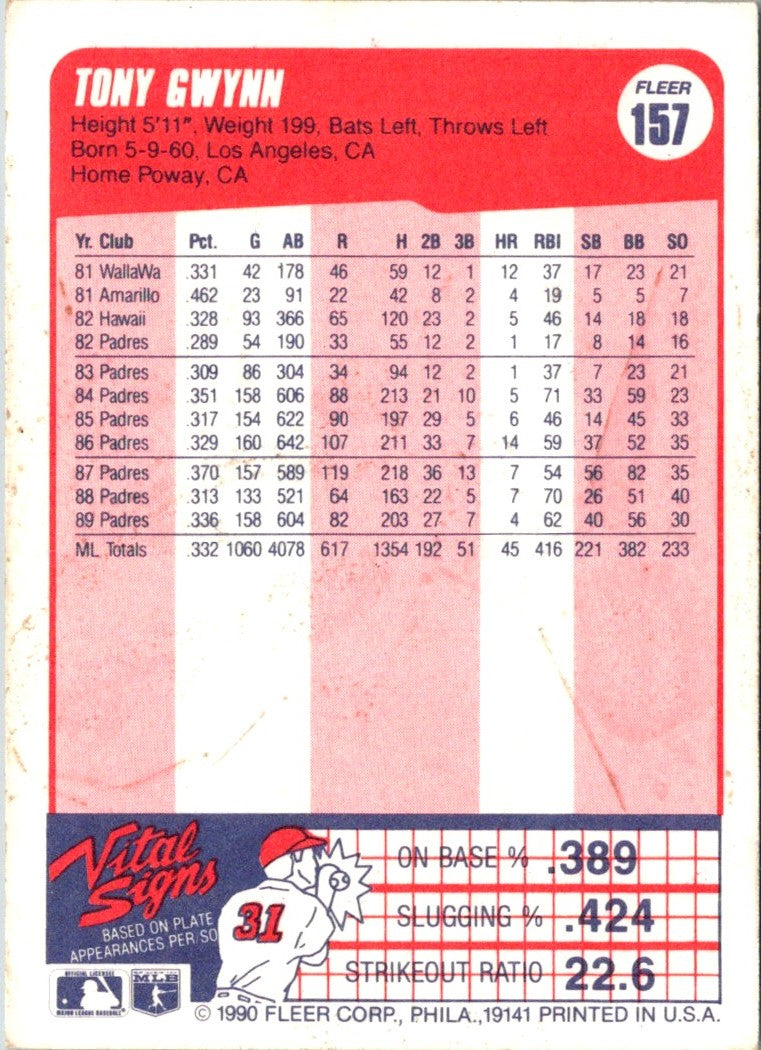 TONY GWYNN
Height 5'11", Weight 199, Bats Left, Throws Left
Born 5-9-60, Los Angeles, CA
Home Poway, CA
FLEER
157
Yr. Club Pct. G AB R H 2B 3B HR RBI SB BB SO
81 WallaWa .331 42 178 46 59 12 1 12 37 17 23 21
81 Amarillo .462 23 91 22 42 8 2 4 19 5 5 7
82 Hawaii .328 93 366 65 120 23 2 5 46 14 18 18
82 Padres .289 54 190 33 55 12 2 1 17 8 14 16
83 Padres .309 86 304 34 94 12 2 1 37 7 23 21
84 Padres .351 158 606 88 213 21 10 5 71 33 59 23
85 Padres .317 154 622 90 197 29 5 6 46 14 45 33
86 Padres .329 160 642 107 211 33 7 14 59 37 52 35
87 Padres .370 157 589 119 218 36 13 7 54 56 82 35
88 Padres .313 133 521 64 163 22 5 7 70 26 51 40
89 Padres .336 158 604 82 203 27 7 4 62 40 56 30
ML Totals .332 1060 4078 617 1354 192 51 45 416 221 382 233
Vital
Signs
BASED ON PLATE
APPEARANCES PER SO
31
ON BASE % .389
SLUGGING % .424
STRIKEOUT RATIO 22.6
OFFICIAL LICENSEE
MAJOR LEAGUE BASEBALL
MLB
© 1990 FLEER CORP., PHILA.,19141 PRINTED IN U.S.A.